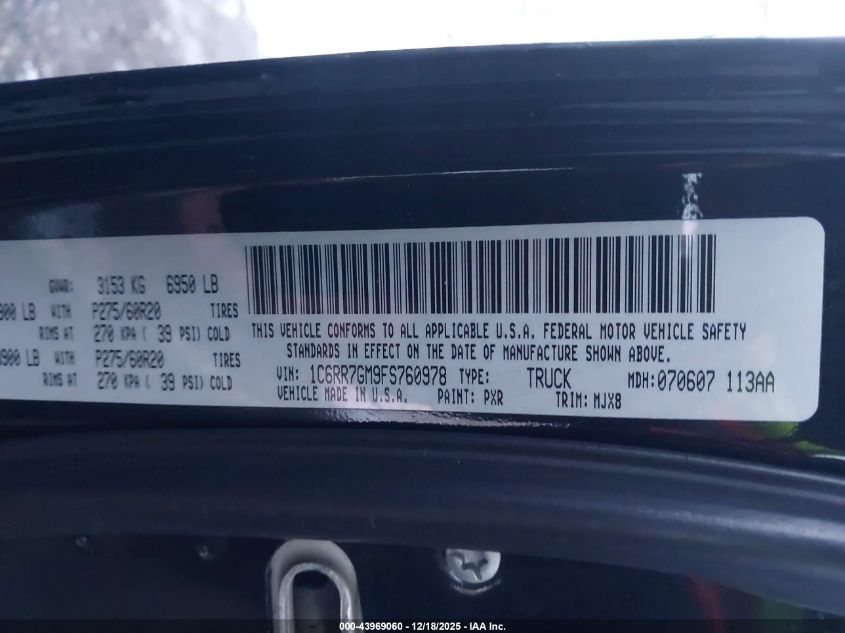 GVWR: 3153 KG 6950 LB
900 LB WITH P275/60R20 TIRES
RIMS AT 270 KPA ( 39 PSI) COLD
3900 LB WITH P275/60R20 TIRES
RIMS AT 270 KPA ( 39 PSI) COLD
THIS VEHICLE CONFORMS TO ALL APPLICABLE U.S.A. FEDERAL MOTOR VEHICLE SAFETY
STANDARDS IN EFFECT ON THE DATE OF MANUFACTURE SHOWN ABOVE.
VIN: 1C6RR7GM9FS760978 TYPE: TRUCK MDH: 070607 113AA
VEHICLE MADE IN U.S.A. PAINT: PXR TRIM: MJX8
000-43969060 - 12/18/2025 - IAA Inc.